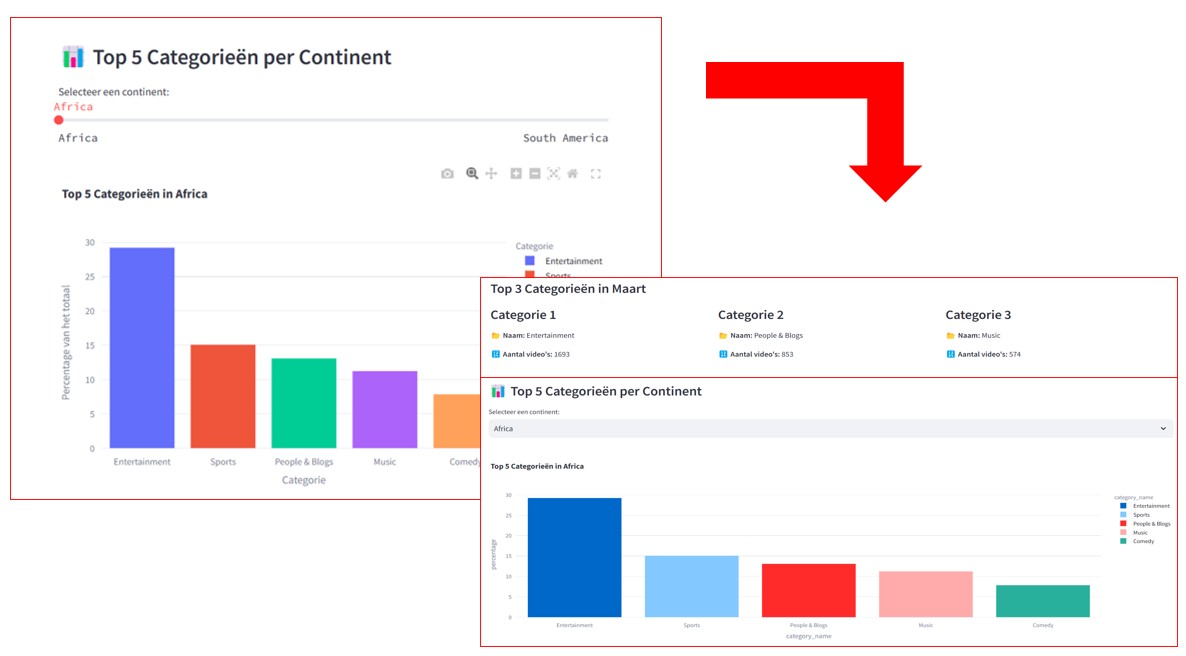 Top 5 Categorieën per Continent
Selecteer een continent:
Africa
Africa South America
Top 5 Categorieën in Africa
30
25
20
15
10
5
0
Percentage van het totaal
Entertainment Sports People & Blogs Music Comedy
Categorie
Categorie
Entertainment
Sports
Top 3 Categorieën in Maart
Categorie 1 Categorie 2 Categorie 3
Naam: Entertainment Naam: People & Blogs Naam: Music
Aantal video's: 1693 Aantal video's: 853 Aantal video's: 574
Top 5 Categorieën per Continent
Selecteer een continent:
Africa
Top 5 Categorieën in Africa
30
25
20
15
10
5
0
percentage
Entertainment Sports People & Blogs Music Comedy
category_name
category_name
Entertainment
Sports
People & Blogs
Music
Comedy